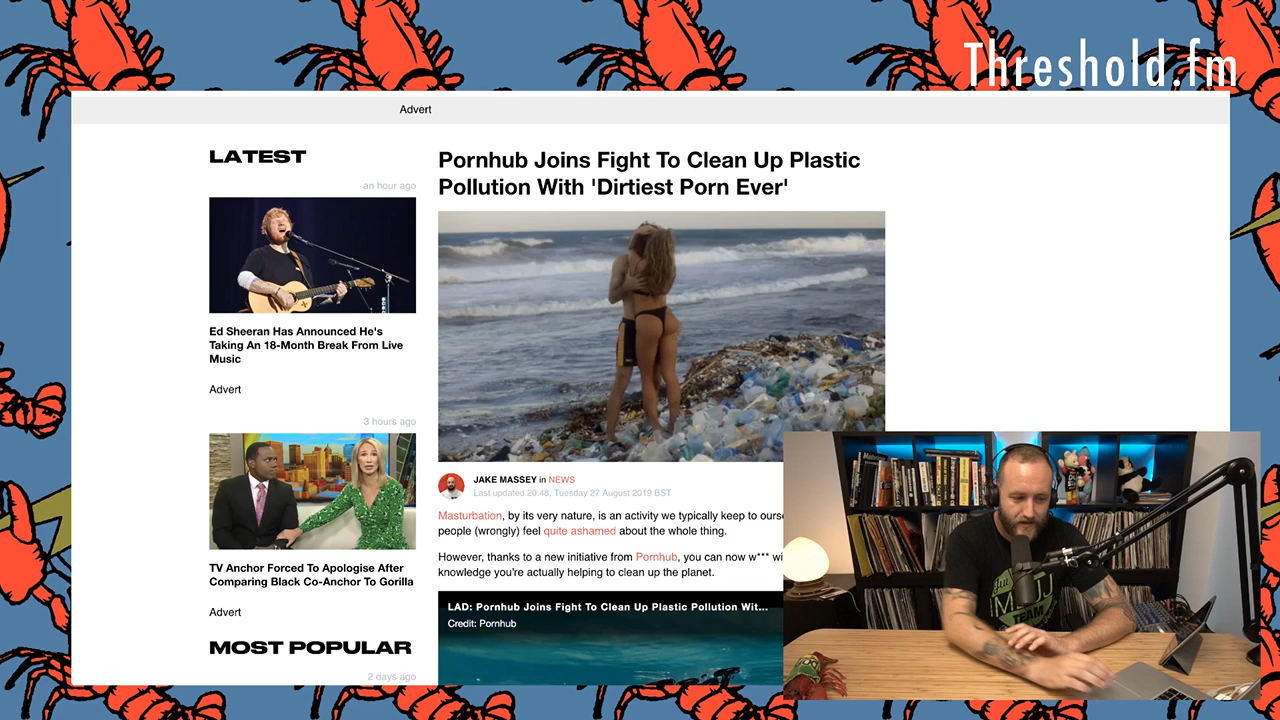 Threshold.fm
Advert
LATEST
an hour ago
Ed Sheeran Has Announced He's
Taking An 18-Month Break From Live
Music
Advert
3 hours ago
TV Anchor Forced To Apologise After
Comparing Black Co-Anchor To Gorilla
Advert
MOST POPULAR
2 days ago
Pornhub Joins Fight To Clean Up Plastic
Pollution With 'Dirtiest Porn Ever'
JAKE MASSEY in NEWS
Last updated 20:48, Tuesday 27 August 2019 BST
Masturbation, by its very nature, is an activity we typically keep to
people (wrongly) feel quite ashamed about the whole thing.
However, thanks to a new initiative from Pornhub, you can now w***
knowledge you're actually helping to clean up the planet.
LAD: Pornhub Joins Fight To Clean Up Plastic Pollution Wit...
Credit: Pornhub
TEAM